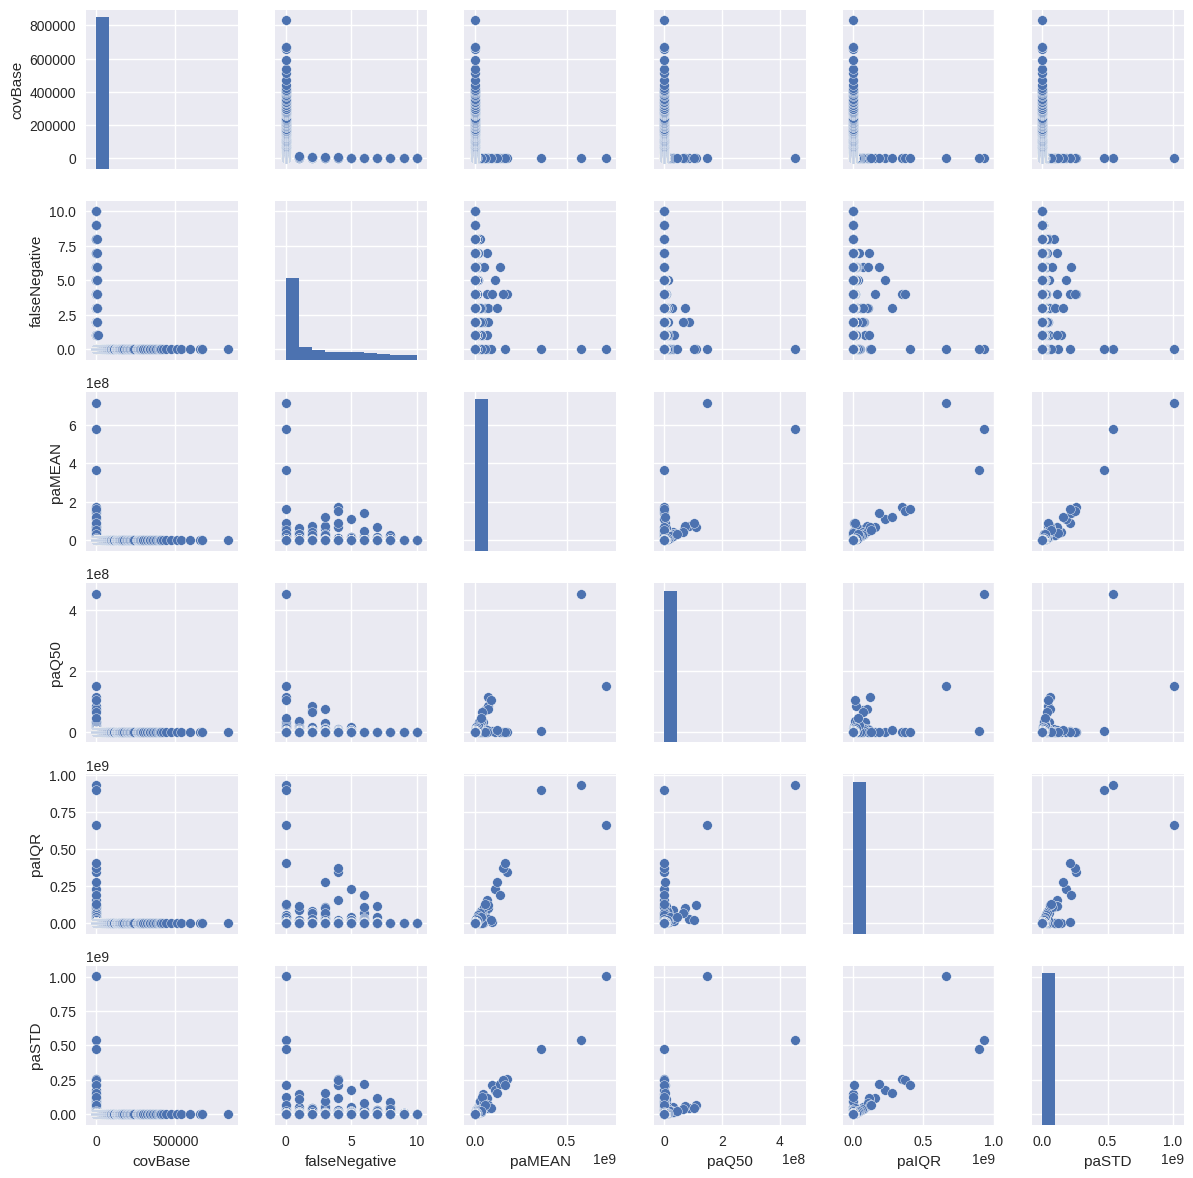 800000
600000
400000
200000
0
covBase
10.0
7.5
5.0
2.5
0.0
falseNegative
1e8
6
4
2
0
paMEAN
1e8
4
2
0
paQ50
1e9
1.00
0.75
0.50
0.25
0.00
paIQR
1e9
1.00
0.75
0.50
0.25
0.00
paSTD
0 500000 0 5 10 0.0 0.5 0 2 4 0.0 0.5 1.0 0.0 0.5 1.0
1e9 1e8 1e9 1e9
covBase falseNegative paMEAN paQ50 paIQR paSTD